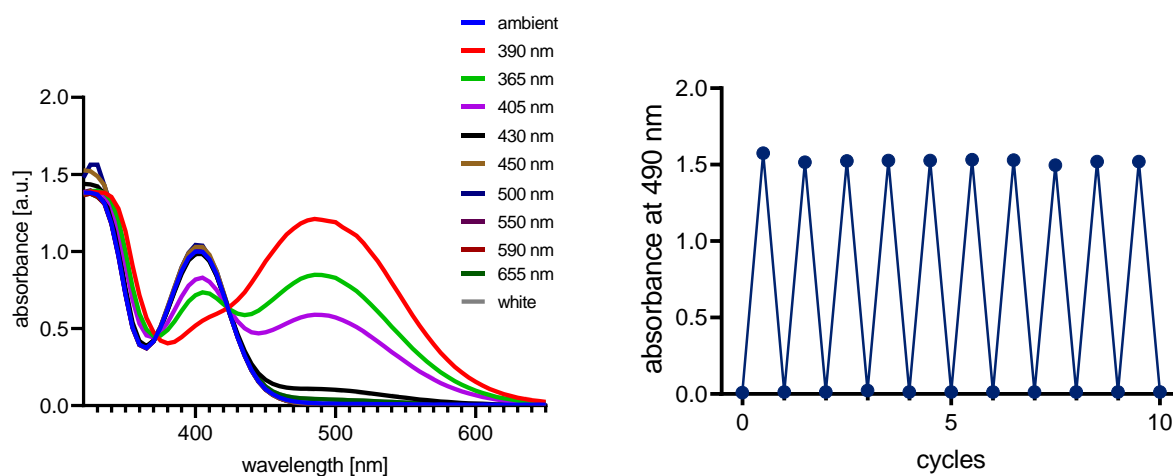 ambient
390 nm
365 nm
405 nm
430 nm
450 nm
500 nm
550 nm
590 nm
655 nm
white
absorbance [a.u.]
2.0
1.5
1.0
0.5
0.0
400
500
600
wavelength [nm]
absorbance at 490 nm
2.0
1.5
1.0
0.5
0.0
0
5
10
cycles